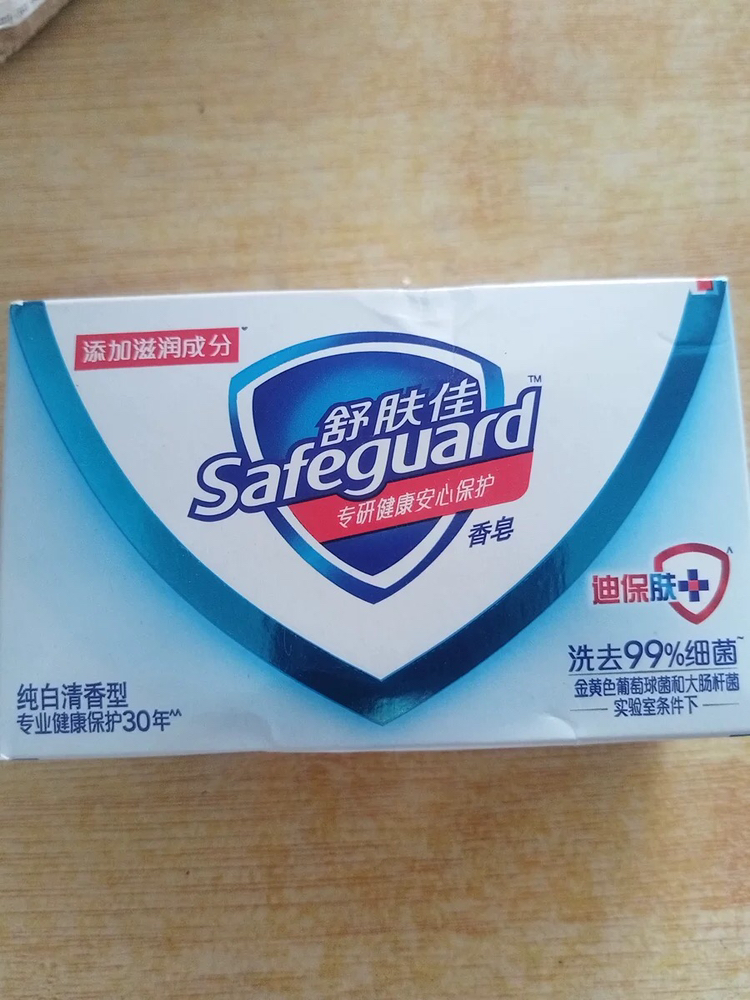 添加滋润成分
舒肤佳
Safeguard™
专研健康安心保护
香皂
迪保肤
洗去99%细菌~
金黄色葡萄球菌和大肠杆菌
实验室条件下
纯白清香型
专业健康保护30年^^